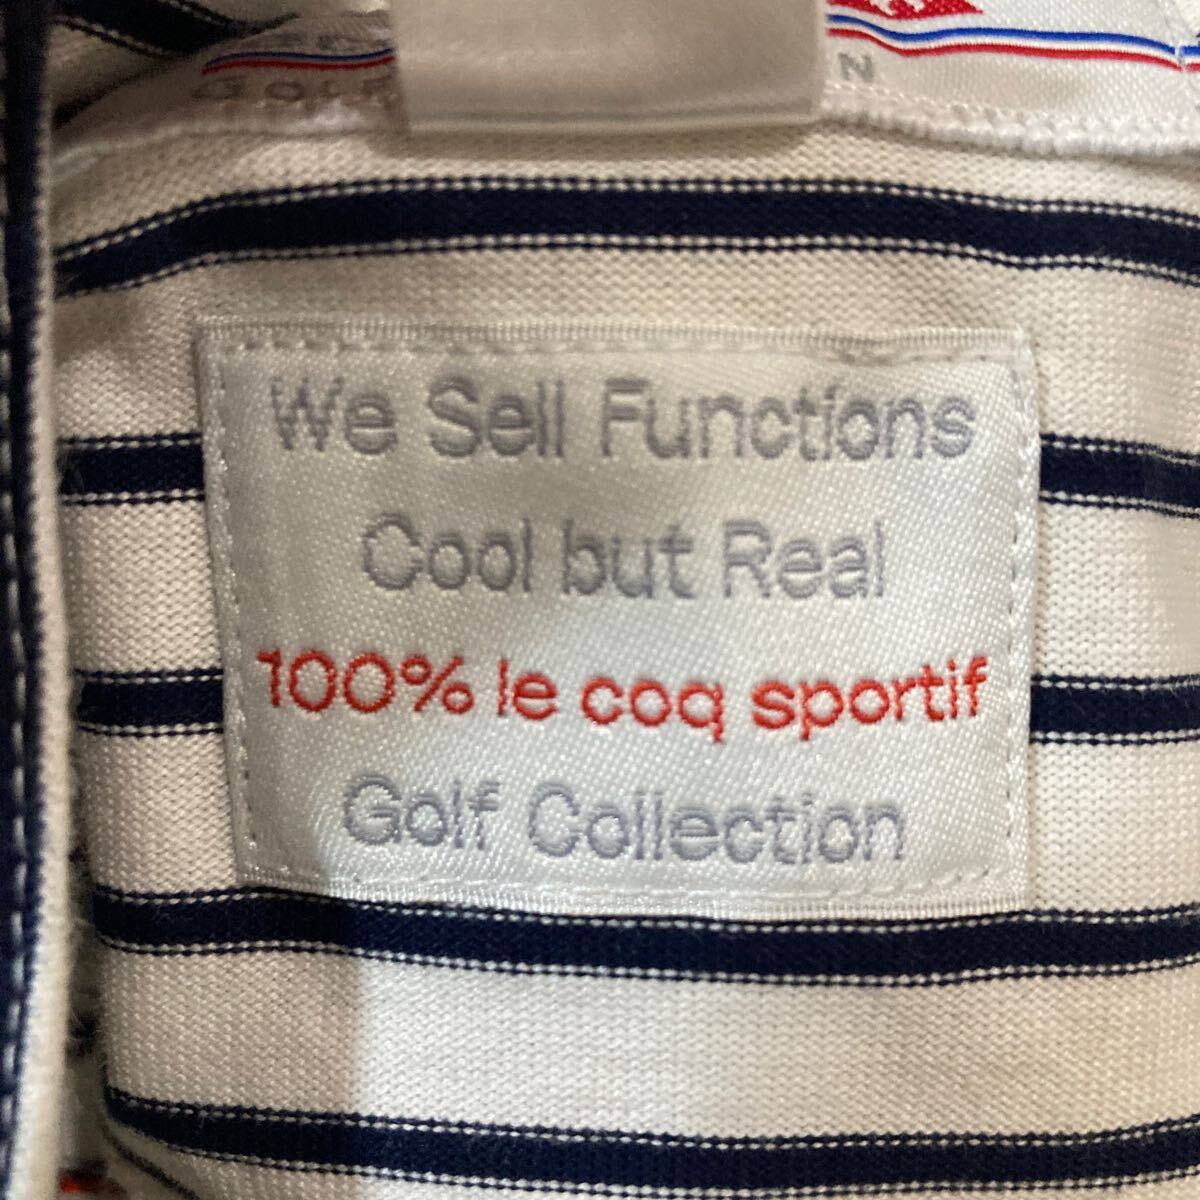 We Sell Functions
Cool but Real
100% le coq sportif
Golf Collection